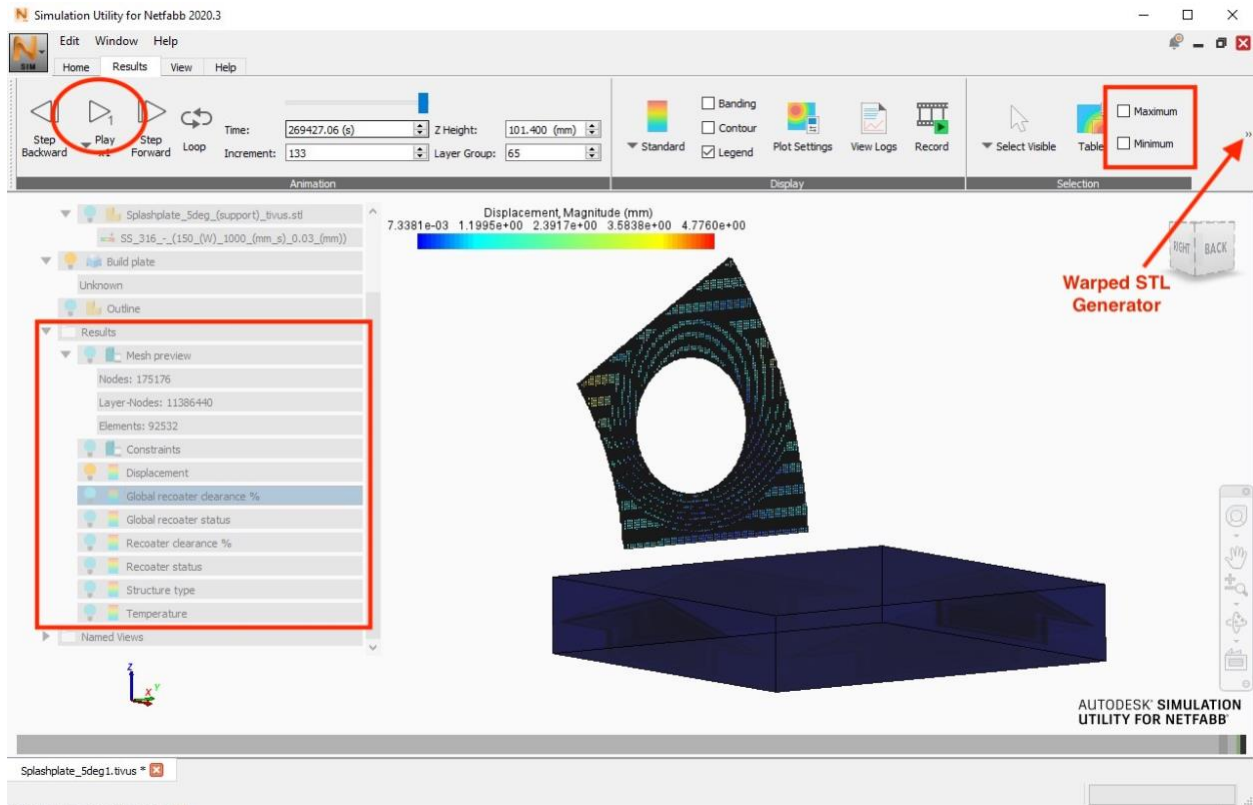 Simulation Utility for Netfabb 2020.3
SIM
Edit Window Help
Home Results View Help
Step Backward
Play
x1
1
Step Forward
Loop
Time: 269427.06 (s)
Increment: 133
Z Height: 101.400 (mm)
Layer Group: 65
Animation
Standard
Banding
Contour
Legend
Plot Settings
View Logs
Record
Display
Select Visible
Table
Maximum
Minimum
»
Selection
Splashplate_5deg_(support)_tivus.stl
SS_316_-_(150_(W)_1000_(mm_s)_0.03_(mm))
Build plate
Unknown
Outline
Results
Mesh preview
Nodes: 175176
Layer-Nodes: 11386440
Elements: 92532
Constraints
Displacement
Global recoater clearance %
Global recoater status
Recoater clearance %
Recoater status
Structure type
Temperature
Named Views
Displacement, Magnitude (mm)
7.3381e-03 1.1995e+00 2.3917e+00 3.5838e+00 4.7760e+00
RIGHT BACK
Warped STL
Generator
Z
X Y
AUTODESK® SIMULATION
UTILITY FOR NETFABB®
Splashplate_5deg1.tivus *